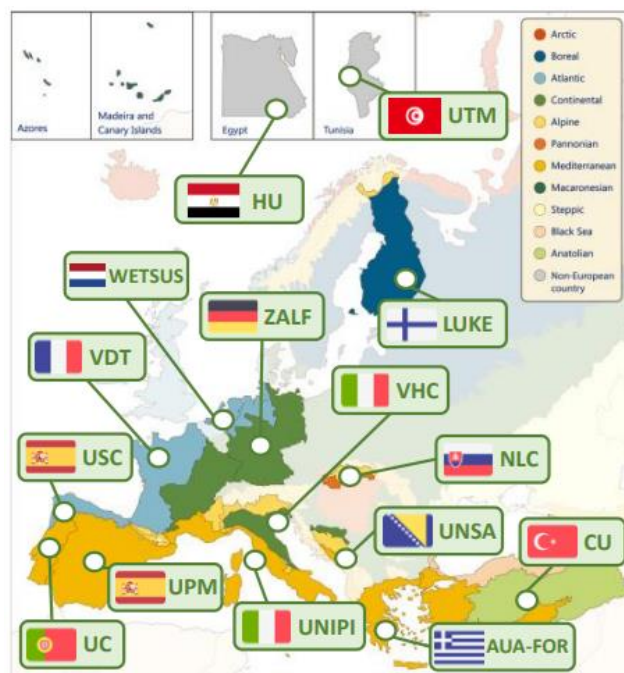 Azores
Madeira and
Canary Islands
Egypt
Tunisia
Arctic
Boreal
Atlantic
Continental
Alpine
Pannonian
Mediterranean
Macaronesian
Steppic
Black Sea
Anatolian
Non-European
country
UTM
HU
WETSUS
ZALF
LUKE
VDT
VHC
USC
NLC
UNSA
CU
UPM
UC
UNIPI
AUA-FOR